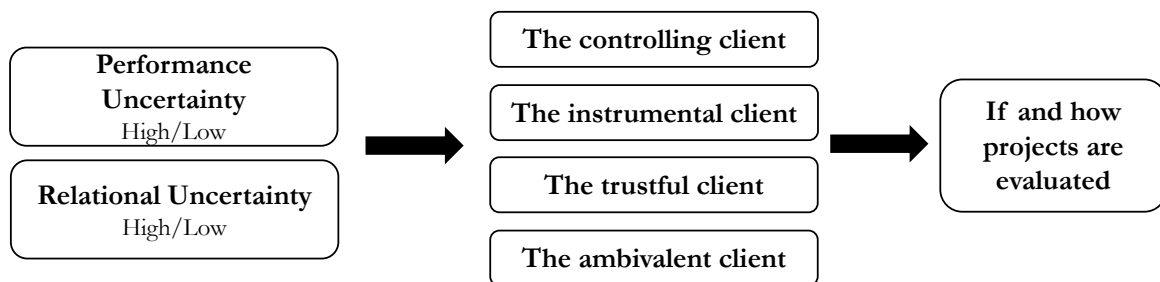 Performance
Uncertainty
High/Low
Relational Uncertainty
High/Low
The controlling client
The instrumental client
The trustful client
The ambivalent client
If and how
projects are
evaluated